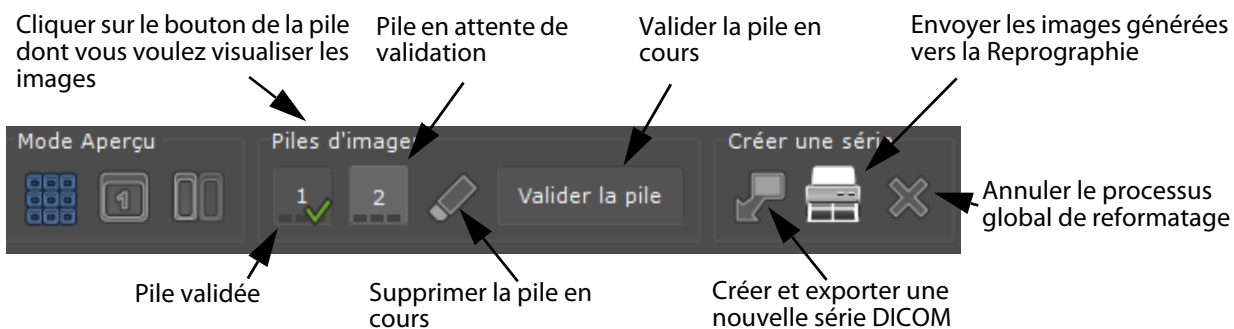 Cliquer sur le bouton de la pile
dont vous voulez visualiser les
images
Pile en attente de
validation
Valider la pile en
cours
Envoyer les images générées
vers la Reprographie
Mode Aperçu
Piles d'images
Créer une série
1
1
2
Valider la pile
Annuler le processus
global de reformatage
Pile validée
Supprimer la pile en
cours
Créer et exporter une
nouvelle série DICOM